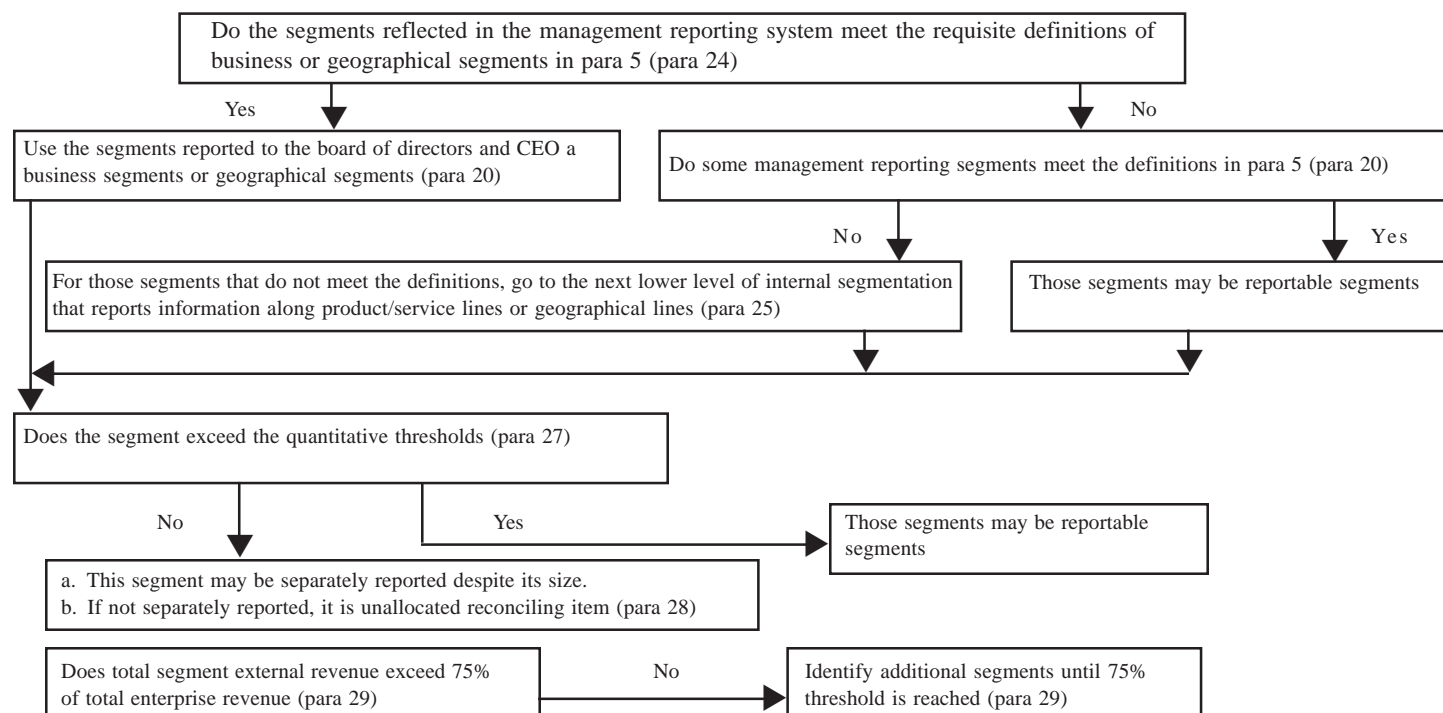 Do the segments reflected in the management reporting system meet the requisite definitions of
business or geographical segments in para 5 (para 24)
Yes
No
Use the segments reported to the board of directors and CEO a
business segments or geographical segments (para 20)
Do some management reporting segments meet the definitions in para 5 (para 20)
No
Yes
For those segments that do not meet the definitions, go to the next lower level of internal segmentation
that reports information along product/service lines or geographical lines (para 25)
Those segments may be reportable segments
Does the segment exceed the quantitative thresholds (para 27)
No
Yes
Those segments may be reportable
segments
a. This segment may be separately reported despite its size.
b. If not separately reported, it is unallocated reconciling item (para 28)
Does total segment external revenue exceed 75%
of total enterprise revenue (para 29)
No
Identify additional segments until 75%
threshold is reached (para 29)